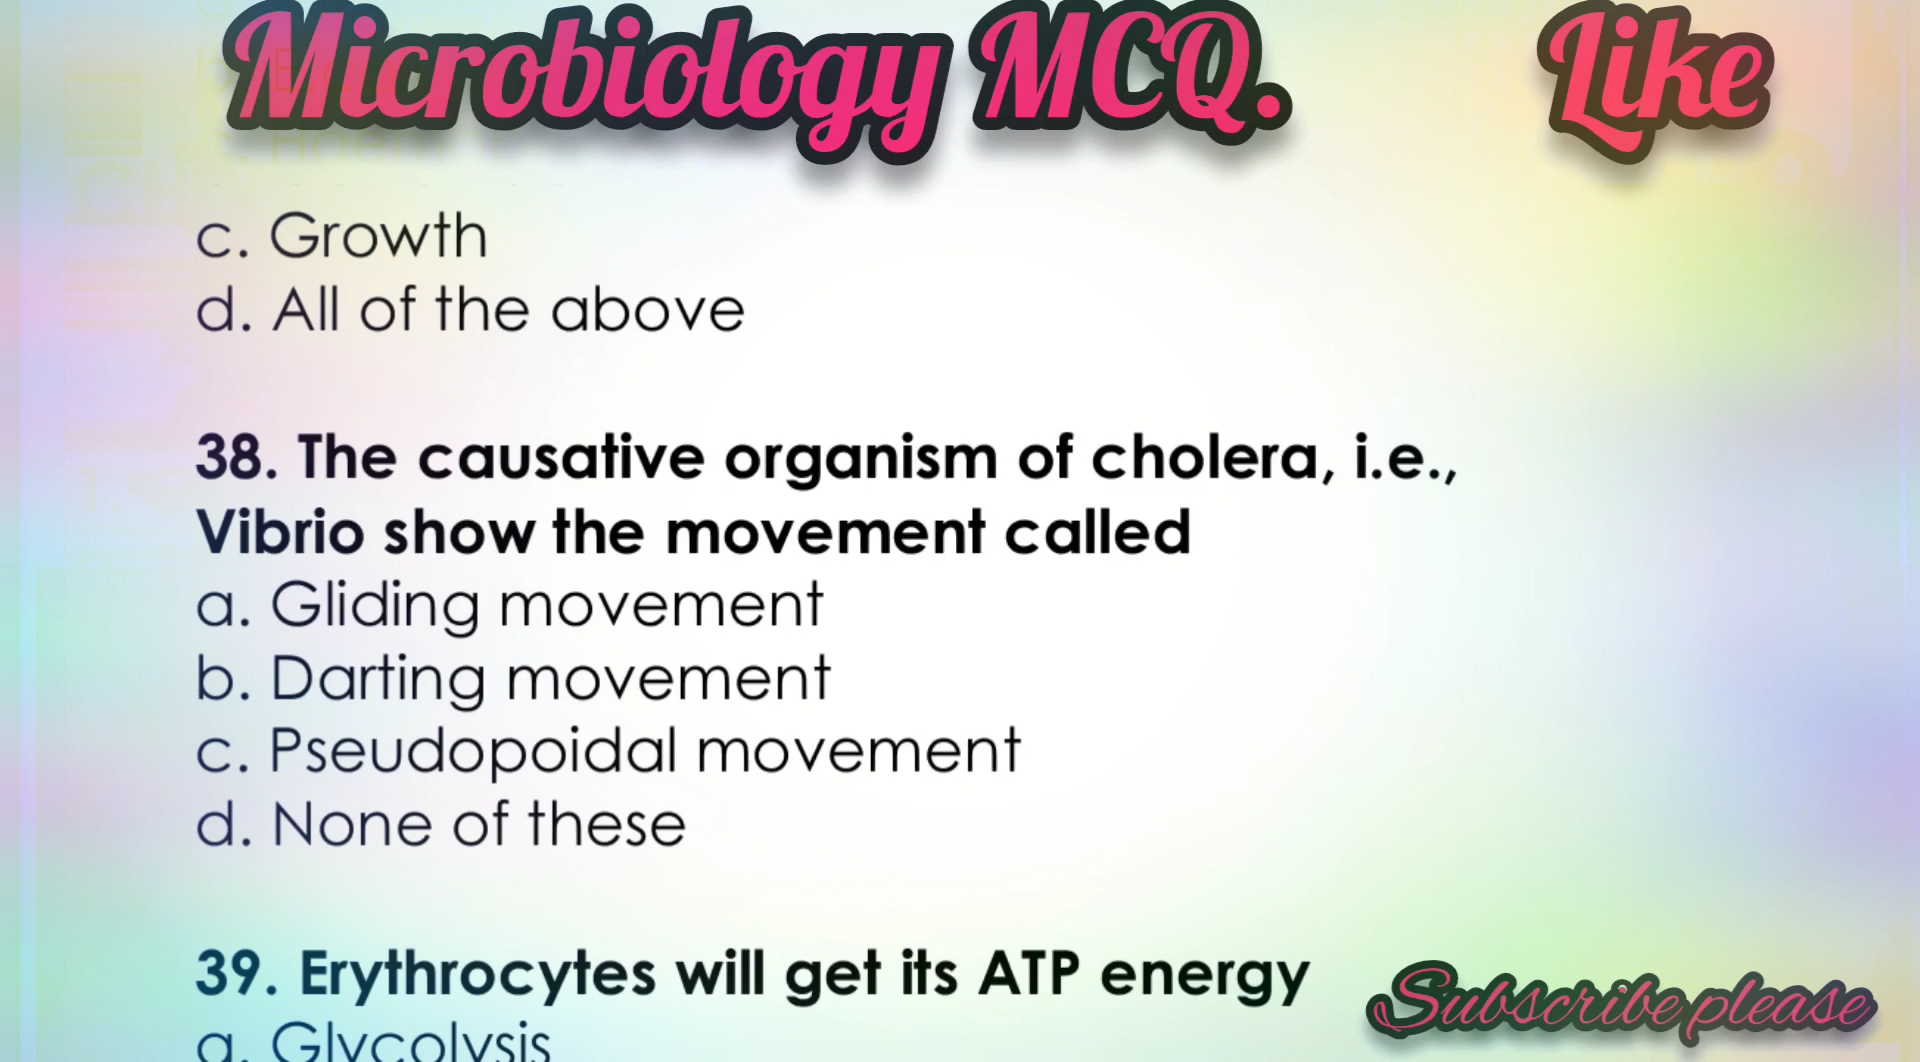 Microbiology MCQ. Like
c. Growth
d. All of the above
38. The causative organism of cholera, i.e.,
Vibrio show the movement called
a. Gliding movement
b. Darting movement
c. Pseudopoidal movement
d. None of these
39. Erythrocytes will get its ATP energy
Subscribe please
a. Glycolysis